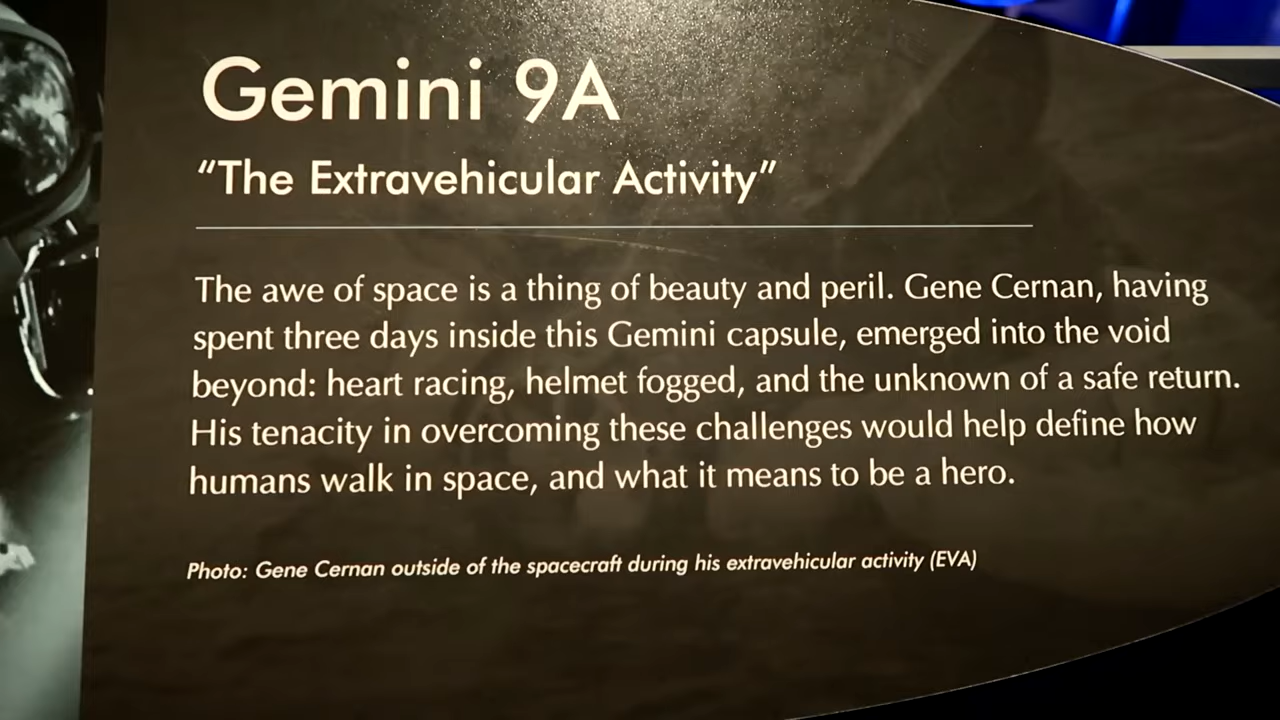 Gemini 9A
“The Extravehicular Activity”
The awe of space is a thing of beauty and peril. Gene Cernan, having
spent three days inside this Gemini capsule, emerged into the void
beyond: heart racing, helmet fogged, and the unknown of a safe return.
His tenacity in overcoming these challenges would help define how
humans walk in space, and what it means to be a hero.
Photo: Gene Cernan outside of the spacecraft during his extravehicular activity (EVA)